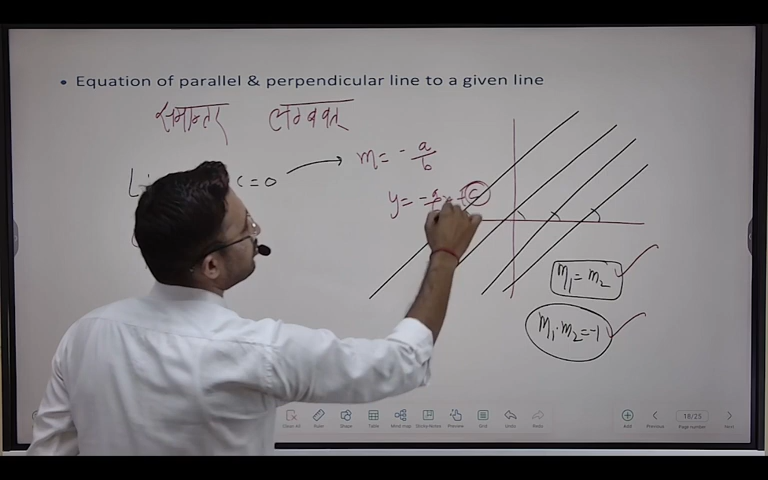 • Equation of parallel & perpendicular line to a given line
समान्तर लम्बवत्
m = - a/b
c = 0
y = - a/b x + c
m₁ = m₂
m₁·m₂ = -1
Clear All Ruler Shape Table Mind map Sticky Notes Preview Grid Undo Redo Add Previous 18/25 Page number Next